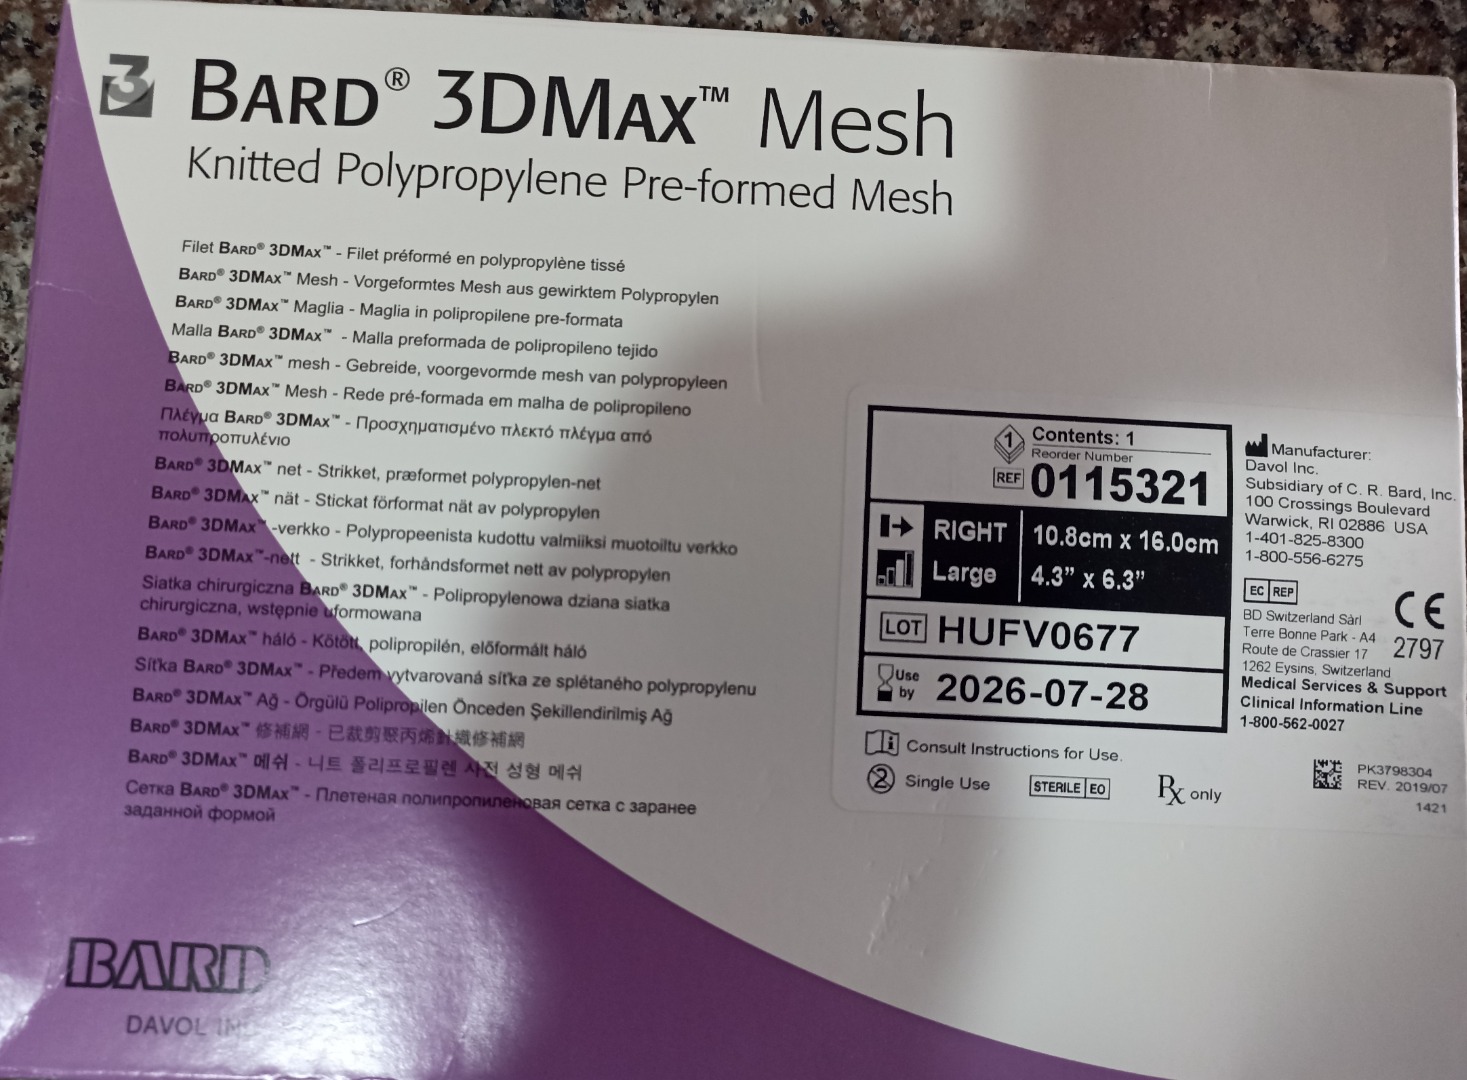 3 BARD® 3DMAX™ Mesh
Knitted Polypropylene Pre-formed Mesh
Filet BARD® 3DMAX™ - Filet préformé en polypropylène tissé
BARD® 3DMAX™ Mesh - Vorgeformtes Mesh aus gewirktem Polypropylen
BARD® 3DMAX™ Maglia - Maglia in polipropilene pre-formata
Malla BARD® 3DMAX™ - Malla preformada de polipropileno tejido
BARD® 3DMAX™ mesh - Gebreide, voorgevormde mesh van polypropyleen
BARD® 3DMAX™ Mesh - Rede pré-formada em malha de polipropileno
Πλέγμα BARD® 3DMAX™ - Προσχηματισμένο πλεκτό πλέγμα από
πολυπροπυλένιο
BARD® 3DMAX™ net - Strikket, præformet polypropylen-net
BARD® 3DMAX™ nät - Stickat förformat nät av polypropylen
BARD® 3DMAX™-verkko - Polypropeenista kudottu valmiiksi muotoiltu verkko
BARD® 3DMAX™-nett - Strikket, forhåndsformet nett av polypropylen
Siatka chirurgiczna BARD® 3DMAX™ - Polipropylenowa dziana siatka
chirurgiczna, wstępnie uformowana
BARD® 3DMAX™ háló - Kötött, polipropilén, előformált háló
Síťka BARD® 3DMAX™ - Předem vytvarovaná síťka ze splétaného polypropylenu
BARD® 3DMAX™ Ağ - Örgülü Polipropilen Önceden Şekillendirilmiş Ağ
BARD® 3DMAX™ 修補網 - 已裁剪聚丙烯針織修補網
BARD® 3DMAX™ 메쉬 - 니트 폴리프로필렌 사전 성형 메쉬
Сетка BARD® 3DMAX™ - Плетеная полипропиленовая сетка с заранее
заданной формой
BARD
DAVOL INC
1 Contents: 1
Reorder Number
REF 0115321
RIGHT 10.8cm x 16.0cm
Large 4.3" x 6.3"
LOT HUFV0677
Use by 2026-07-28
Consult Instructions for Use.
2 Single Use
STERILE EO
Rx only
Manufacturer:
Davol Inc.
Subsidiary of C. R. Bard, Inc.
100 Crossings Boulevard
Warwick, RI 02886 USA
1-401-825-8300
1-800-556-6275
EC REP
BD Switzerland Sàrl
Terre Bonne Park - A4
Route de Crassier 17
1262 Eysins, Switzerland
CE
2797
Medical Services & Support
Clinical Information Line
1-800-562-0027
PK3798304
REV. 2019/07
1421